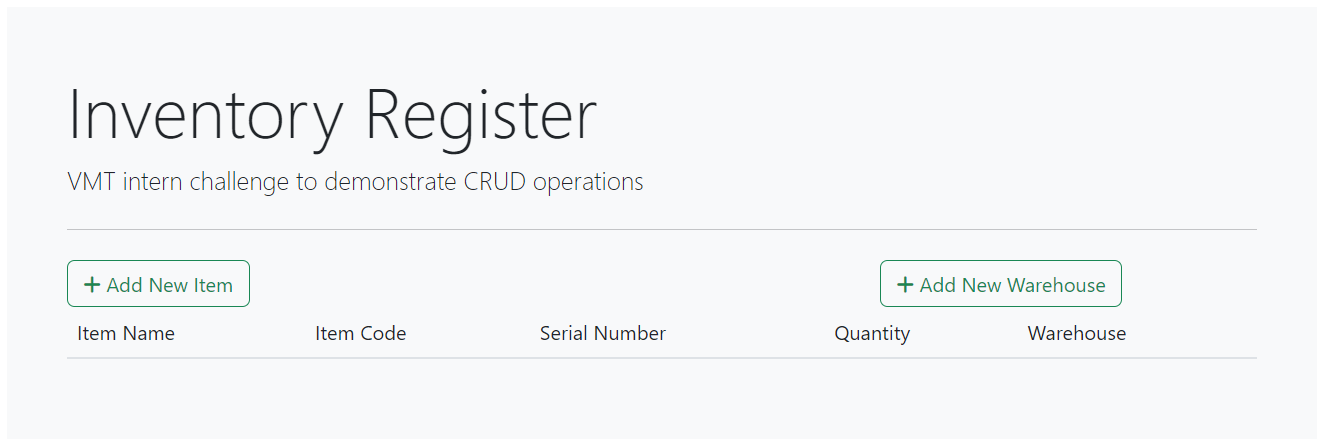 Inventory Register
VMT intern challenge to demonstrate CRUD operations
+ Add New Item + Add New Warehouse
Item Name Item Code Serial Number Quantity Warehouse